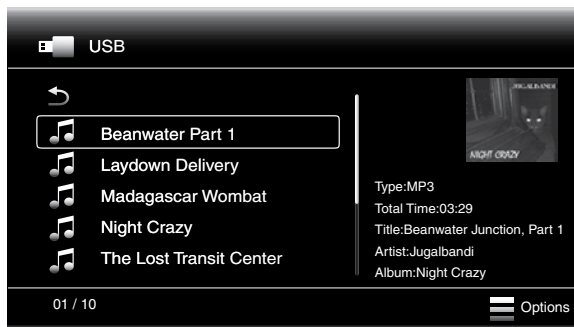 USB
JUGALBANDI
NIGHT CRAZY
Beanwater Part 1
Laydown Delivery
Madagascar Wombat
Night Crazy
The Lost Transit Center
Type:MP3
Total Time:03:29
Title:Beanwater Junction, Part 1
Artist:Jugalbandi
Album:Night Crazy
01 / 10
Options